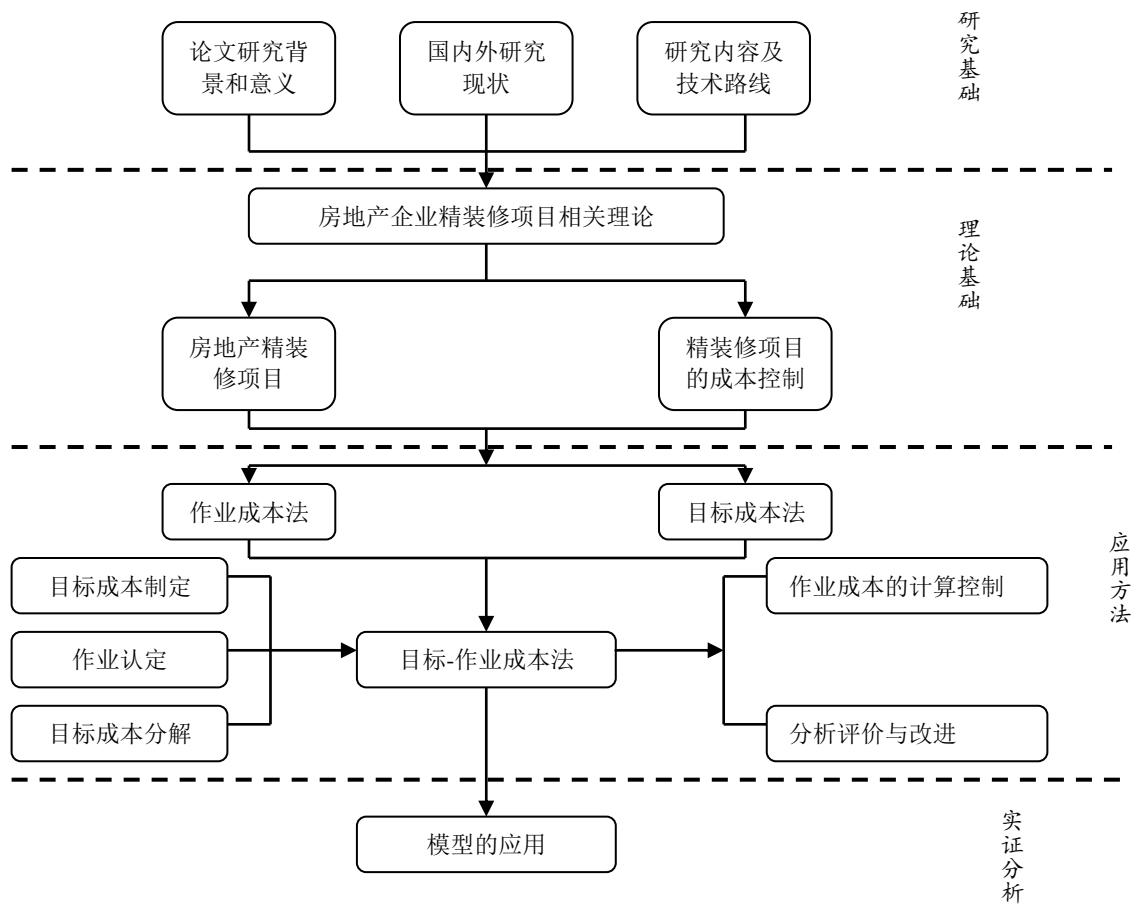 论文研究背
景和意义
国内外研究
现状
研究内容及
技术路线
研究基础
房地产企业精装修项目相关理论
理论基础
房地产精装
修项目
精装修项目
的成本控制
作业成本法
目标成本法
应用方法
目标成本制定
作业成本的计算控制
作业认定
目标-作业成本法
目标成本分解
分析评价与改进
模型的应用
实证分析